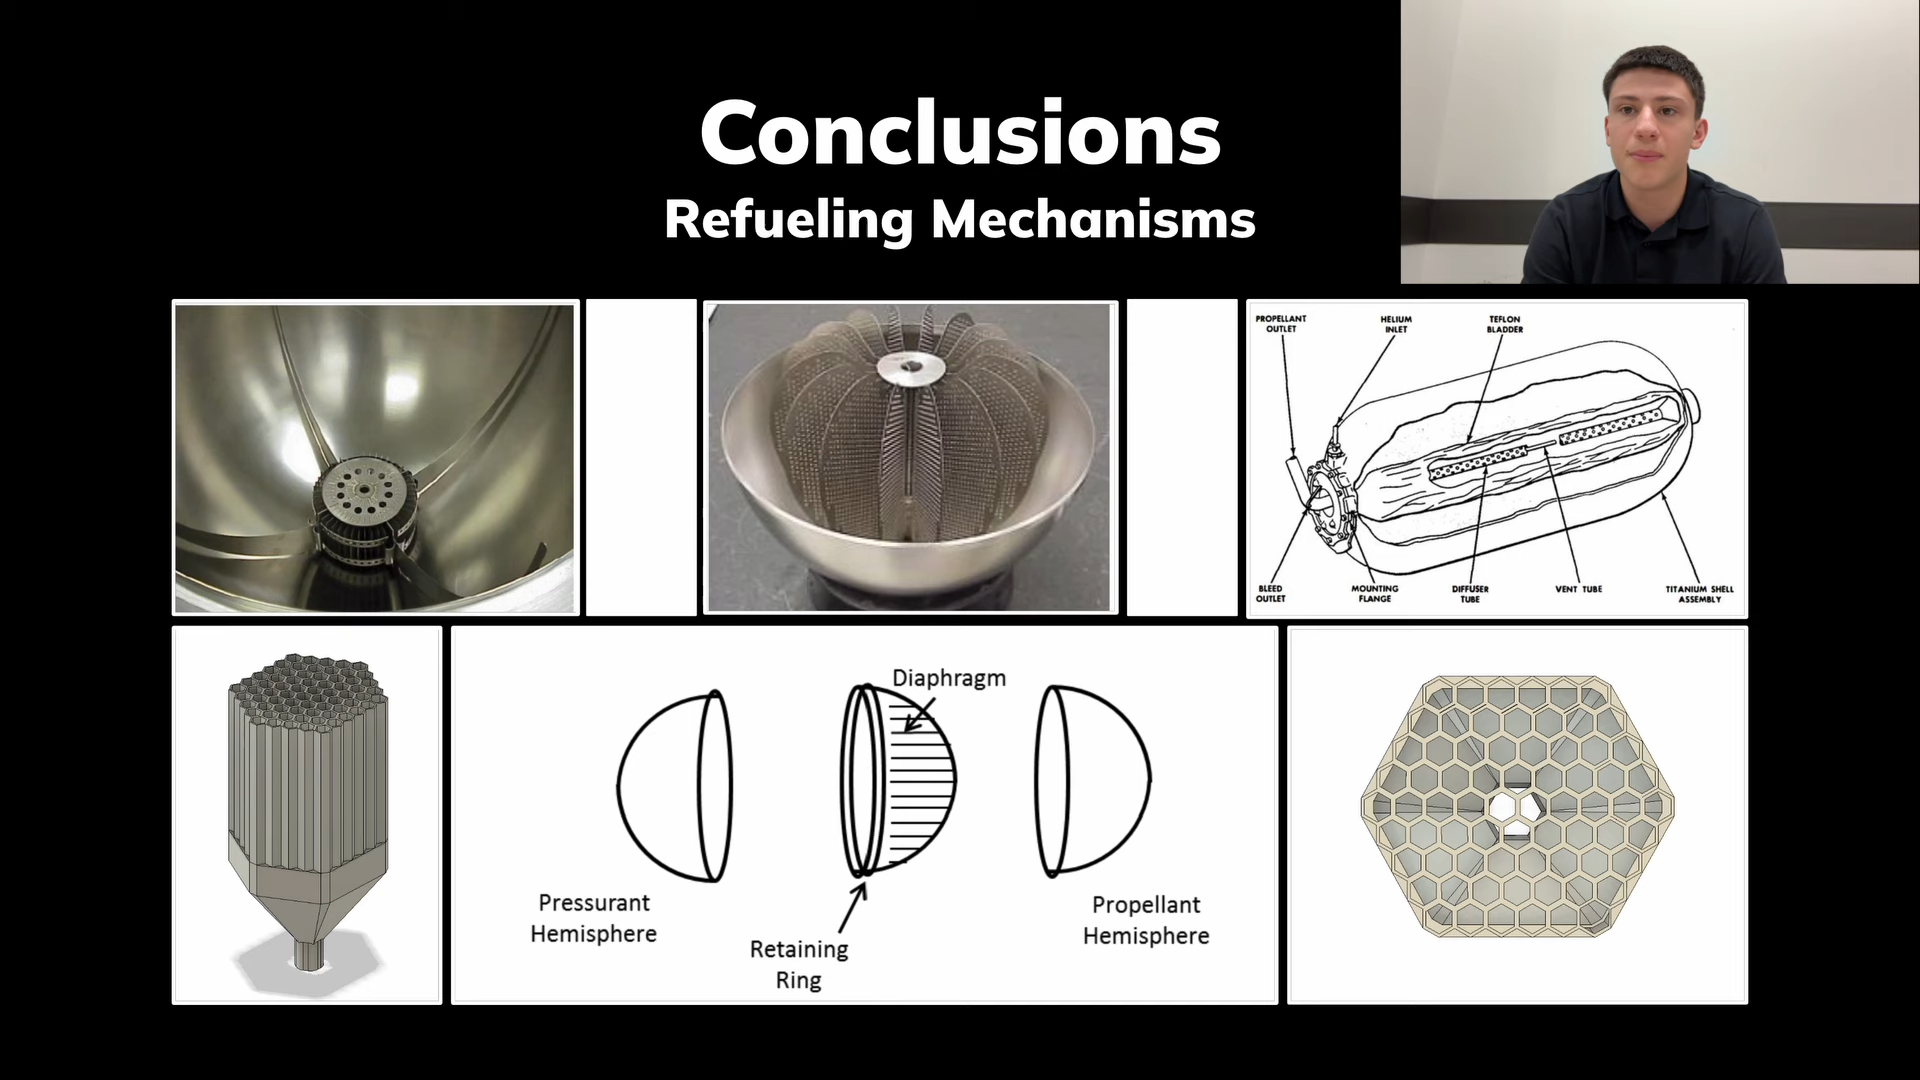 Conclusions
Refueling Mechanisms
PROPELLANT
OUTLET
HELIUM
INLET
TEFLON
BLADDER
BLEED
OUTLET
MOUNTING
FLANGE
DIFFUSER
TUBE
VENT TUBE
TITANIUM SHELL
ASSEMBLY
Diaphragm
Pressurant
Hemisphere
Retaining
Ring
Propellant
Hemisphere